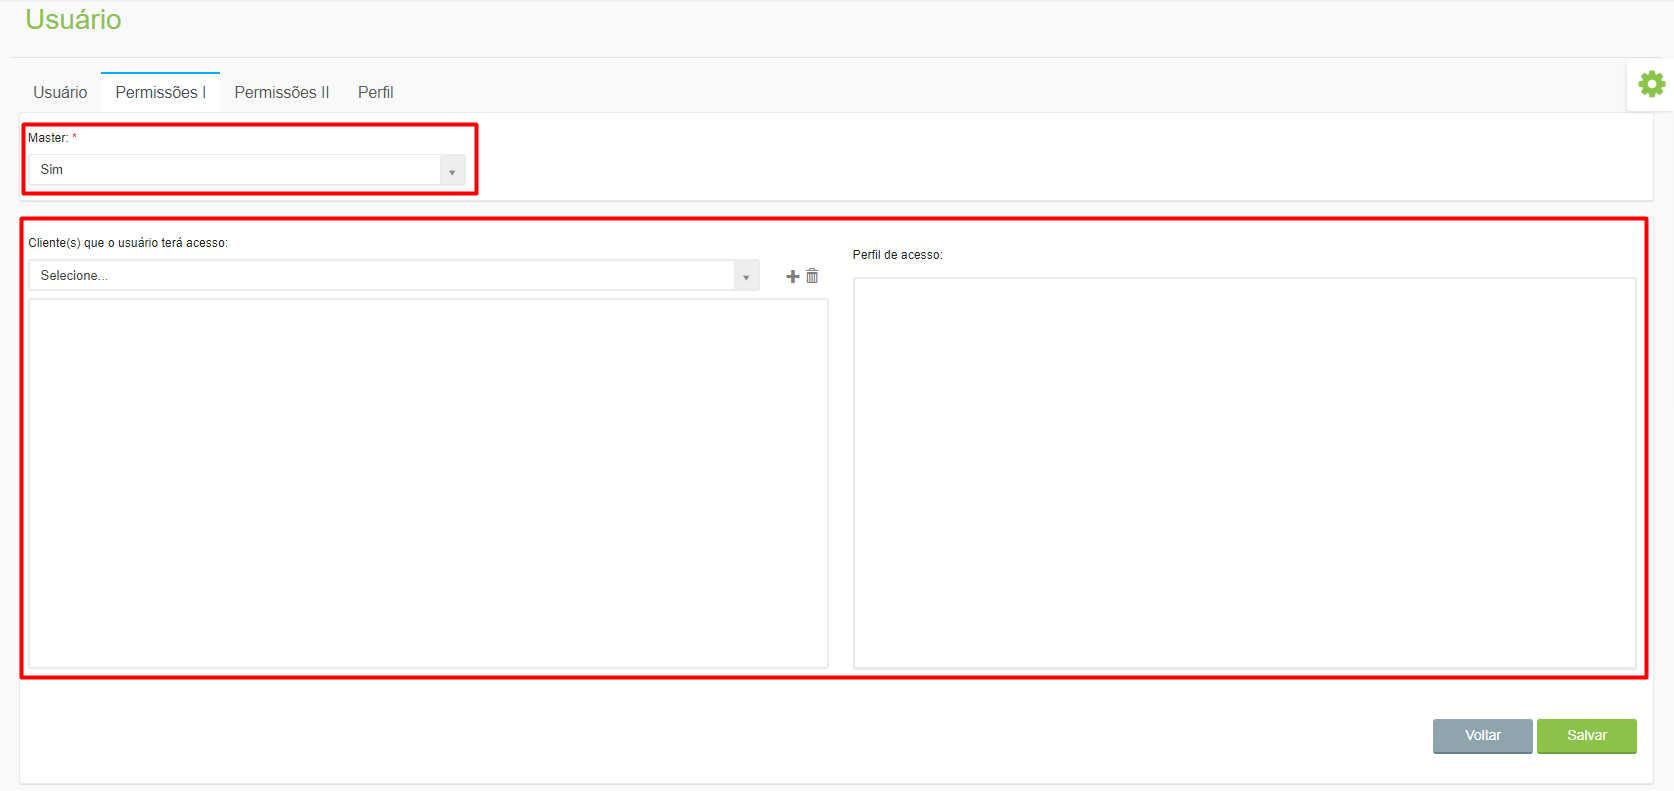 Usuário
Usuário Permissões I Permissões II Perfil
Master: *
Sim
Cliente(s) que o usuário terá acesso:
Selecione...
Perfil de acesso:
Voltar Salvar